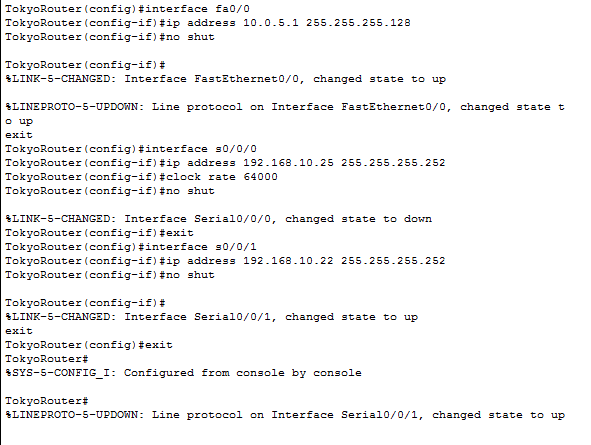 TokyoRouter(config)#interface fa0/0
TokyoRouter(config-if)#ip address 10.0.5.1 255.255.255.128
TokyoRouter(config-if)#no shut
TokyoRouter(config-if)#
%LINK-5-CHANGED: Interface FastEthernet0/0, changed state to up
%LINEPROTO-5-UPDOWN: Line protocol on Interface FastEthernet0/0, changed state t
o up
exit
TokyoRouter(config)#interface s0/0/0
TokyoRouter(config-if)#ip address 192.168.10.25 255.255.255.252
TokyoRouter(config-if)#clock rate 64000
TokyoRouter(config-if)#no shut
%LINK-5-CHANGED: Interface Serial0/0/0, changed state to down
TokyoRouter(config-if)#exit
TokyoRouter(config)#interface s0/0/1
TokyoRouter(config-if)#ip address 192.168.10.22 255.255.255.252
TokyoRouter(config-if)#no shut
TokyoRouter(config-if)#
%LINK-5-CHANGED: Interface Serial0/0/1, changed state to up
exit
TokyoRouter(config)#exit
TokyoRouter#
%SYS-5-CONFIG_I: Configured from console by console
TokyoRouter#
%LINEPROTO-5-UPDOWN: Line protocol on Interface Serial0/0/1, changed state to up